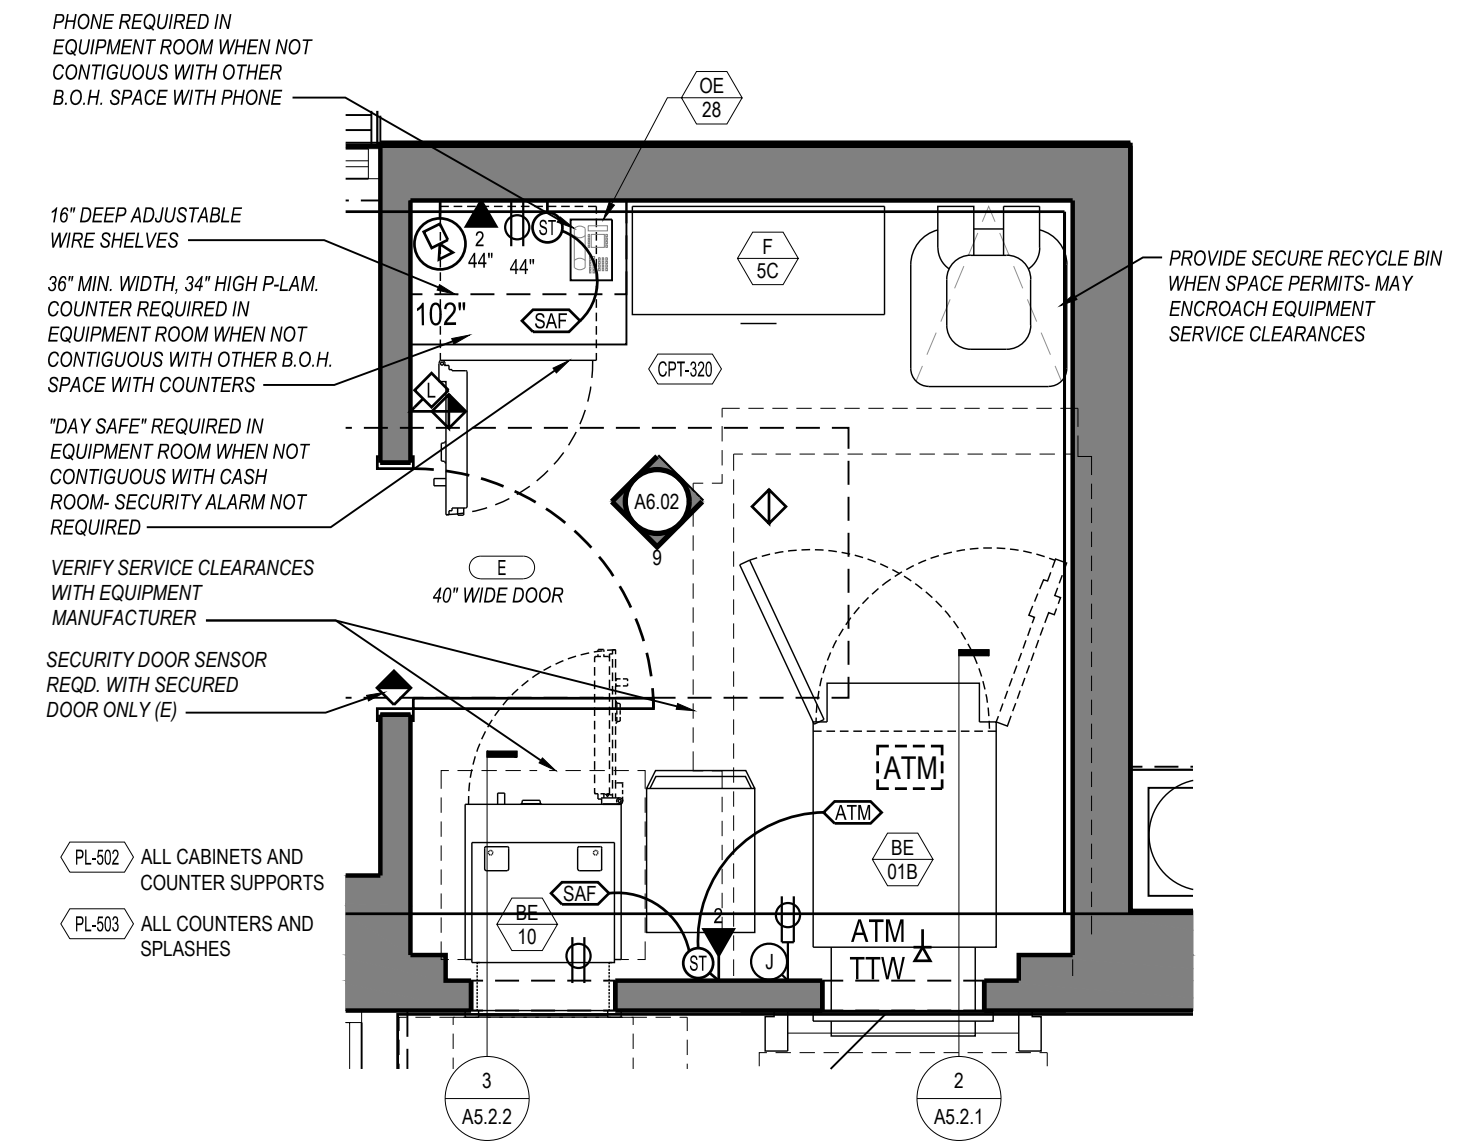 PHONE REQUIRED IN
EQUIPMENT ROOM WHEN NOT
CONTIGUOUS WITH OTHER
B.O.H. SPACE WITH PHONE
OE
28
16" DEEP ADJUSTABLE
WIRE SHELVES
2
44"
44"
ST
F
5C
PROVIDE SECURE RECYCLE BIN
WHEN SPACE PERMITS- MAY
ENCROACH EQUIPMENT
SERVICE CLEARANCES
36" MIN. WIDTH, 34" HIGH P-LAM.
COUNTER REQUIRED IN
EQUIPMENT ROOM WHEN NOT
CONTIGUOUS WITH OTHER B.O.H.
SPACE WITH COUNTERS
102"
SAF
CPT-320
L
"DAY SAFE" REQUIRED IN
EQUIPMENT ROOM WHEN NOT
CONTIGUOUS WITH CASH
ROOM- SECURITY ALARM NOT
REQUIRED
A6.02
9
E
40" WIDE DOOR
VERIFY SERVICE CLEARANCES
WITH EQUIPMENT
MANUFACTURER
SECURITY DOOR SENSOR
REQD. WITH SECURED
DOOR ONLY (E)
ATM
ATM
BE
01B
PL-502
ALL CABINETS AND
COUNTER SUPPORTS
PL-503
ALL COUNTERS AND
SPLASHES
SAF
BE
10
2
ST
J
ATM
TTW
3
A5.2.2
2
A5.2.1